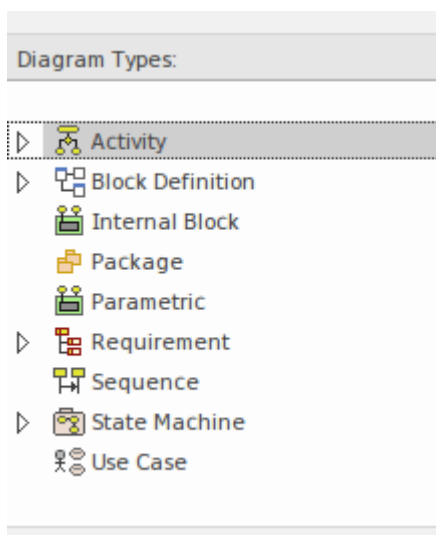 Diagram Types:
Activity
Block Definition
Internal Block
Package
Parametric
Requirement
Sequence
State Machine
Use Case